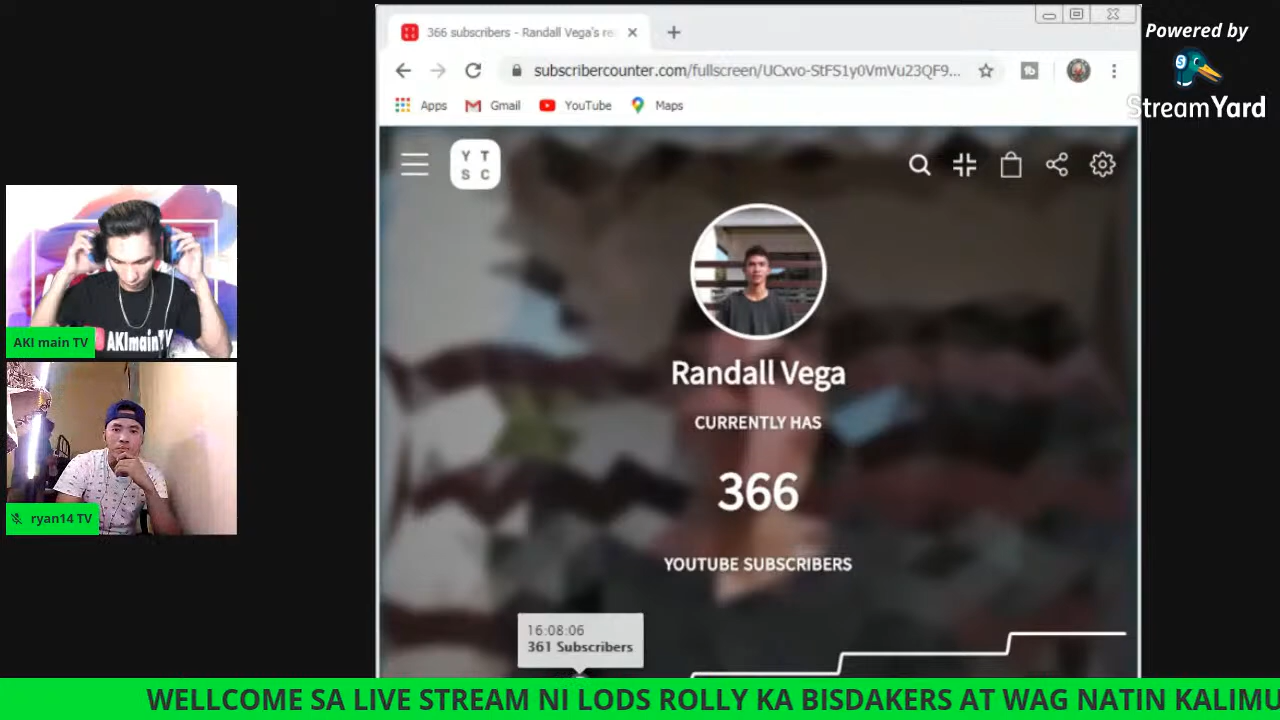 366 subscribers - Randall Vega's re
Powered by
StreamYard
subscribercounter.com/fullscreen/UCxvo-StFS1y0VmVu23QF9...
Apps
Gmail
YouTube
Maps
Y T
S C
Randall Vega
CURRENTLY HAS
366
YOUTUBE SUBSCRIBERS
AKImainTV
AKI main TV
ryan14 TV
16:08:06
361 Subscribers
WELLCOME SA LIVE STREAM NI LODS ROLLY KA BISDAKERS AT WAG NATIN KALIMU